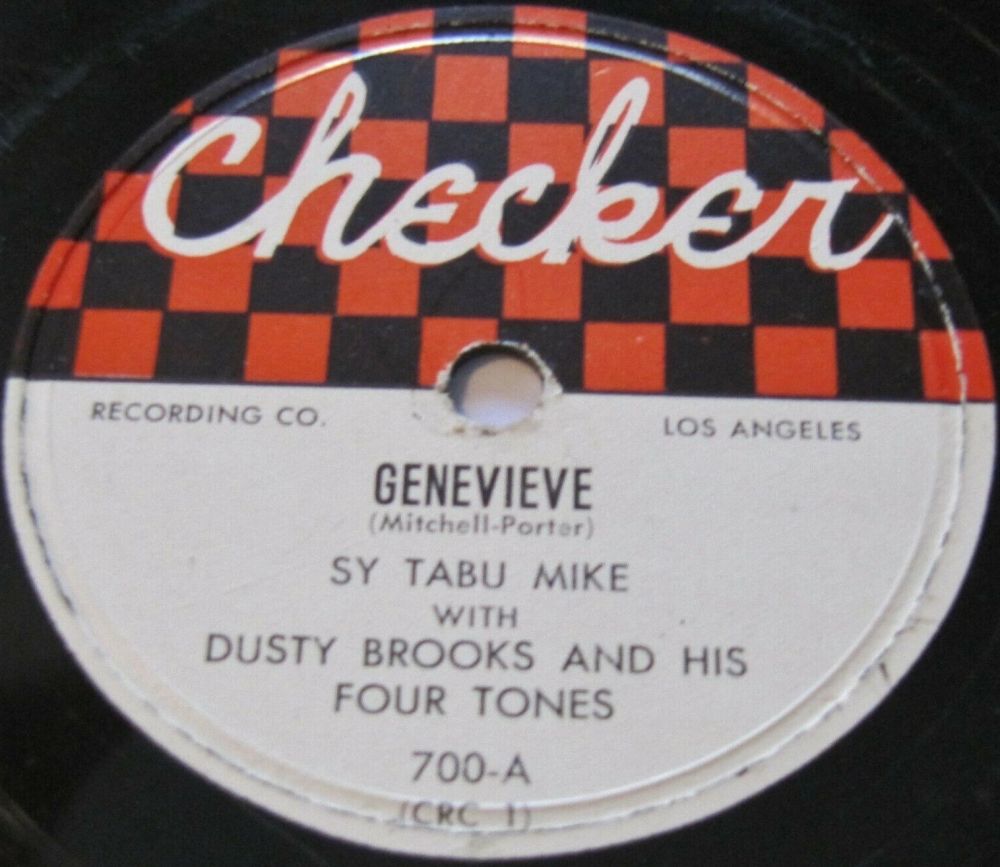 Checker
RECORDING CO. LOS ANGELES
GENEVIEVE
(Mitchell-Porter)
SY TABU MIKE
WITH
DUSTY BROOKS AND HIS
FOUR TONES
700-A
(CRC 1)